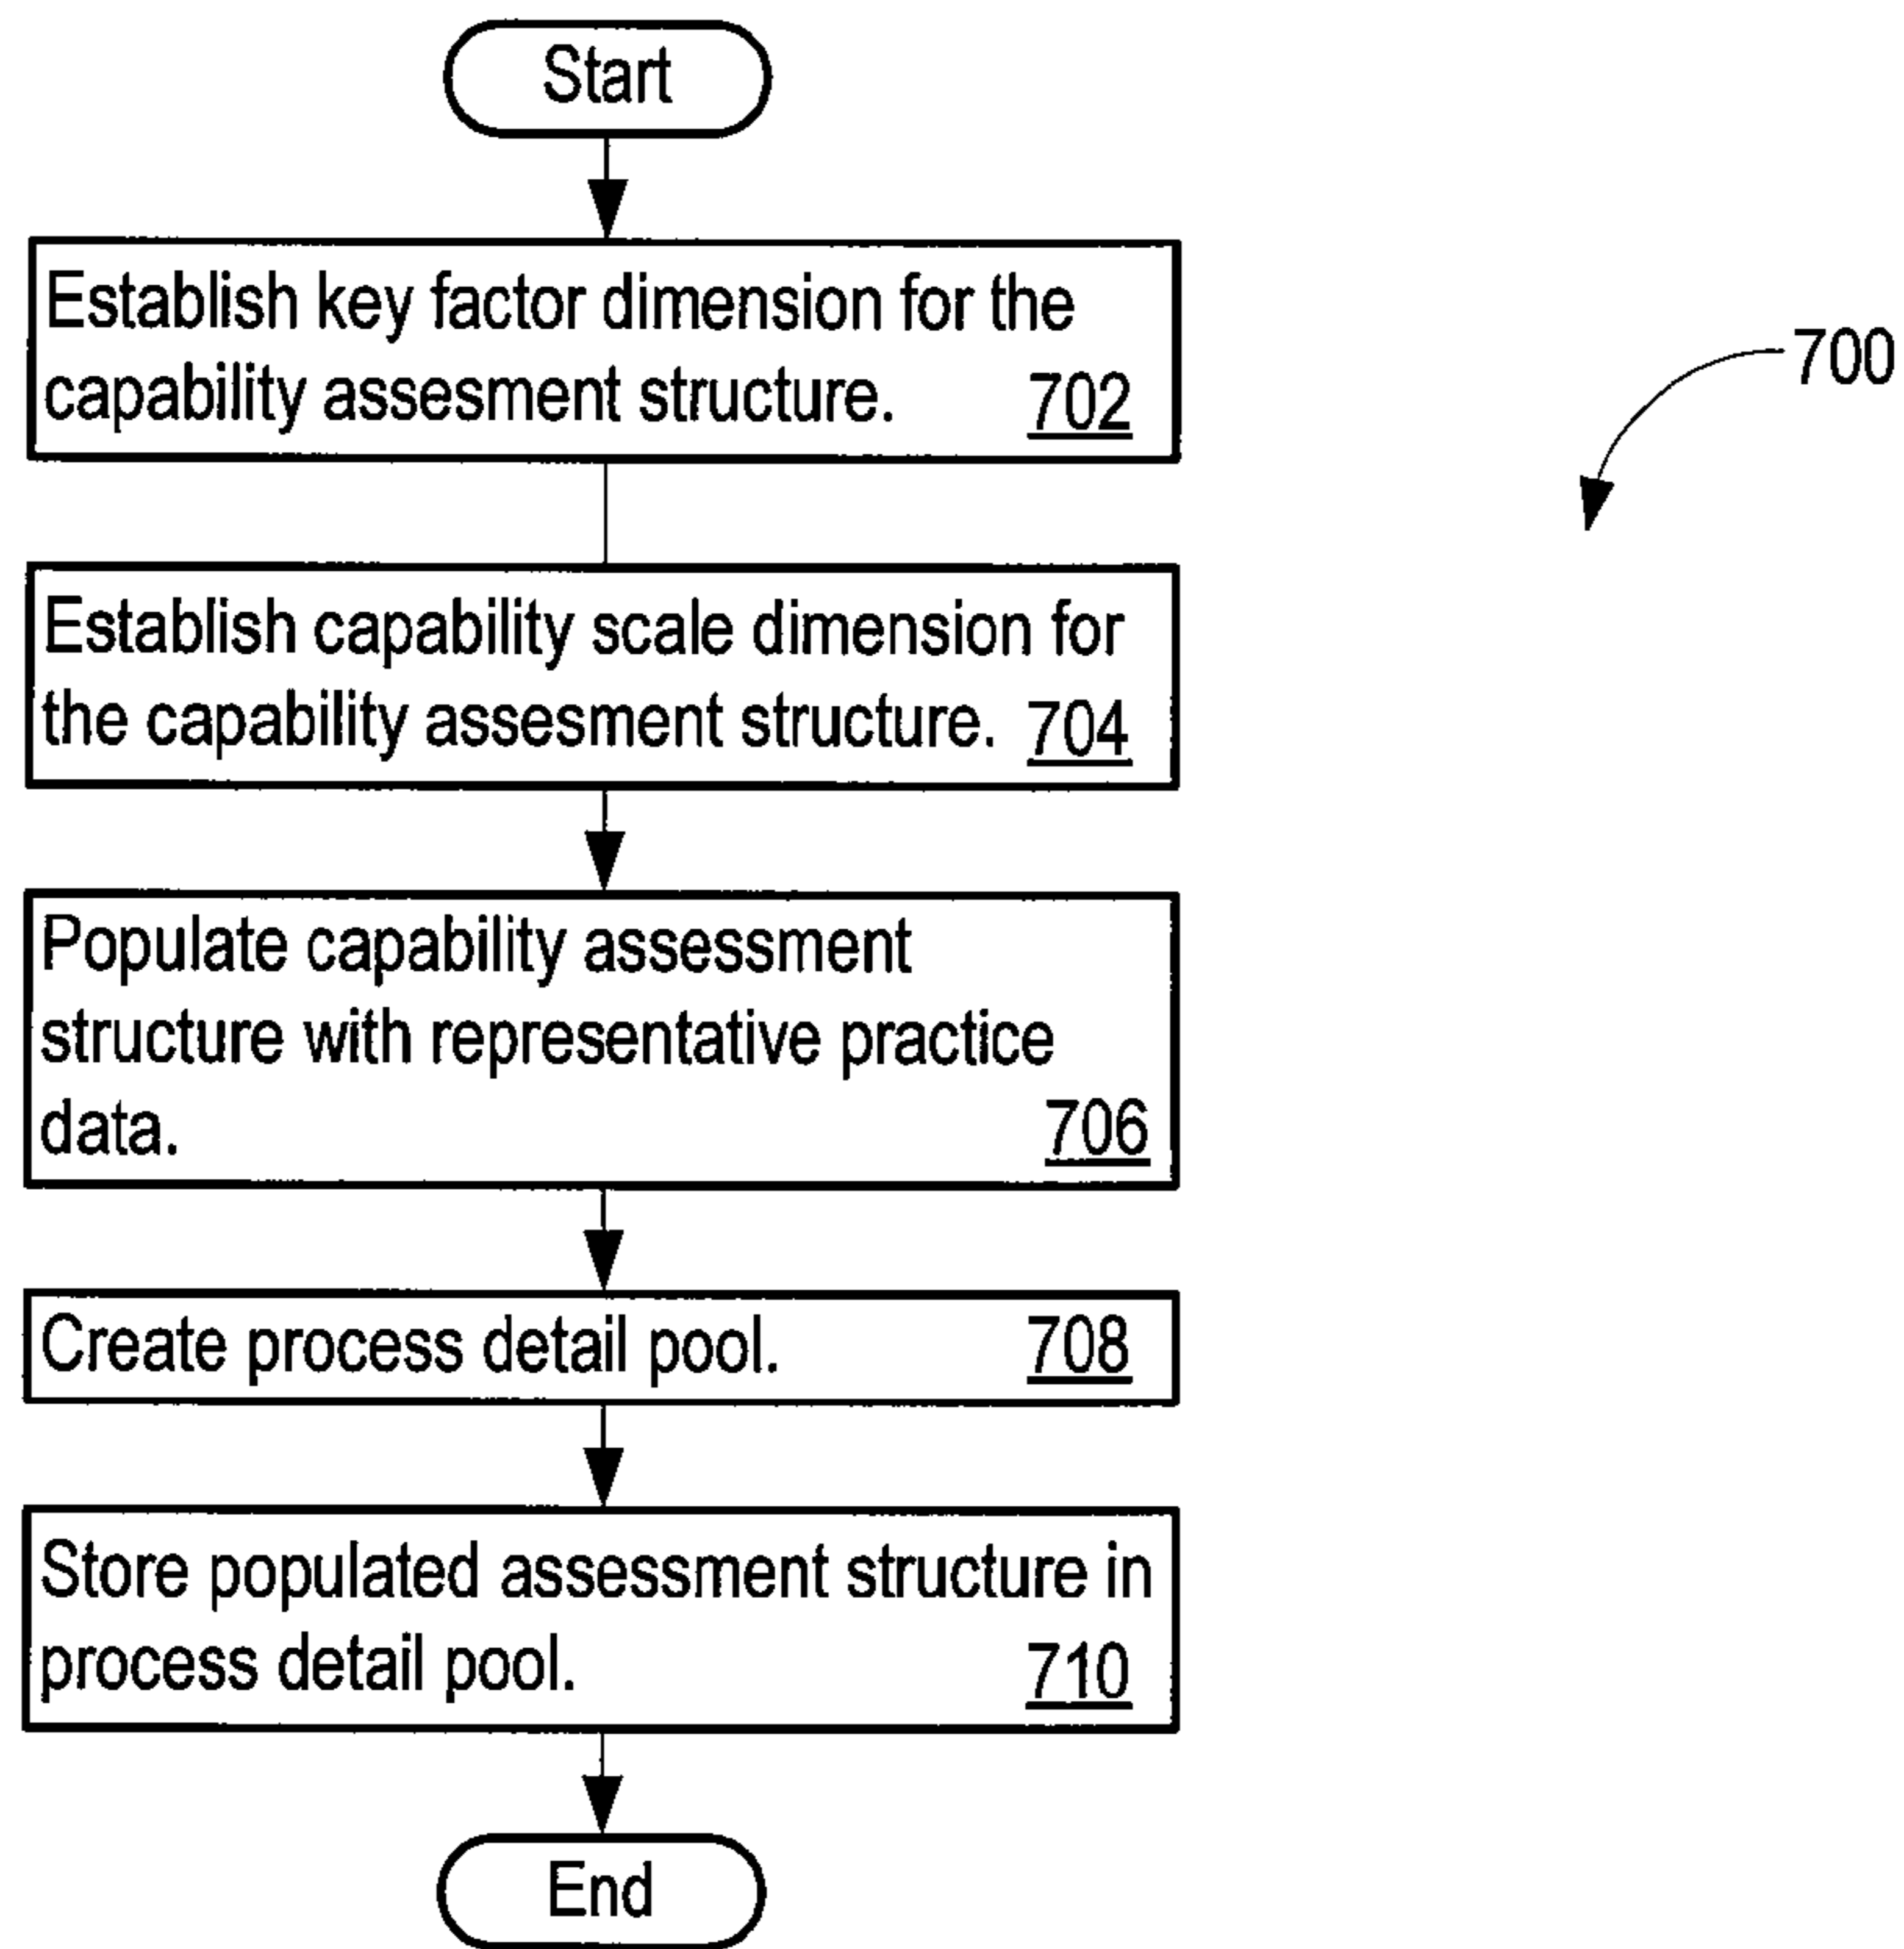 Start
Establish key factor dimension for the
capability assesment structure. 702
700
Establish capability scale dimension for
the capability assesment structure. 704
Populate capability assessment
structure with representative practice
data. 706
Create process detail pool. 708
Store populated assessment structure in
process detail pool. 710
End